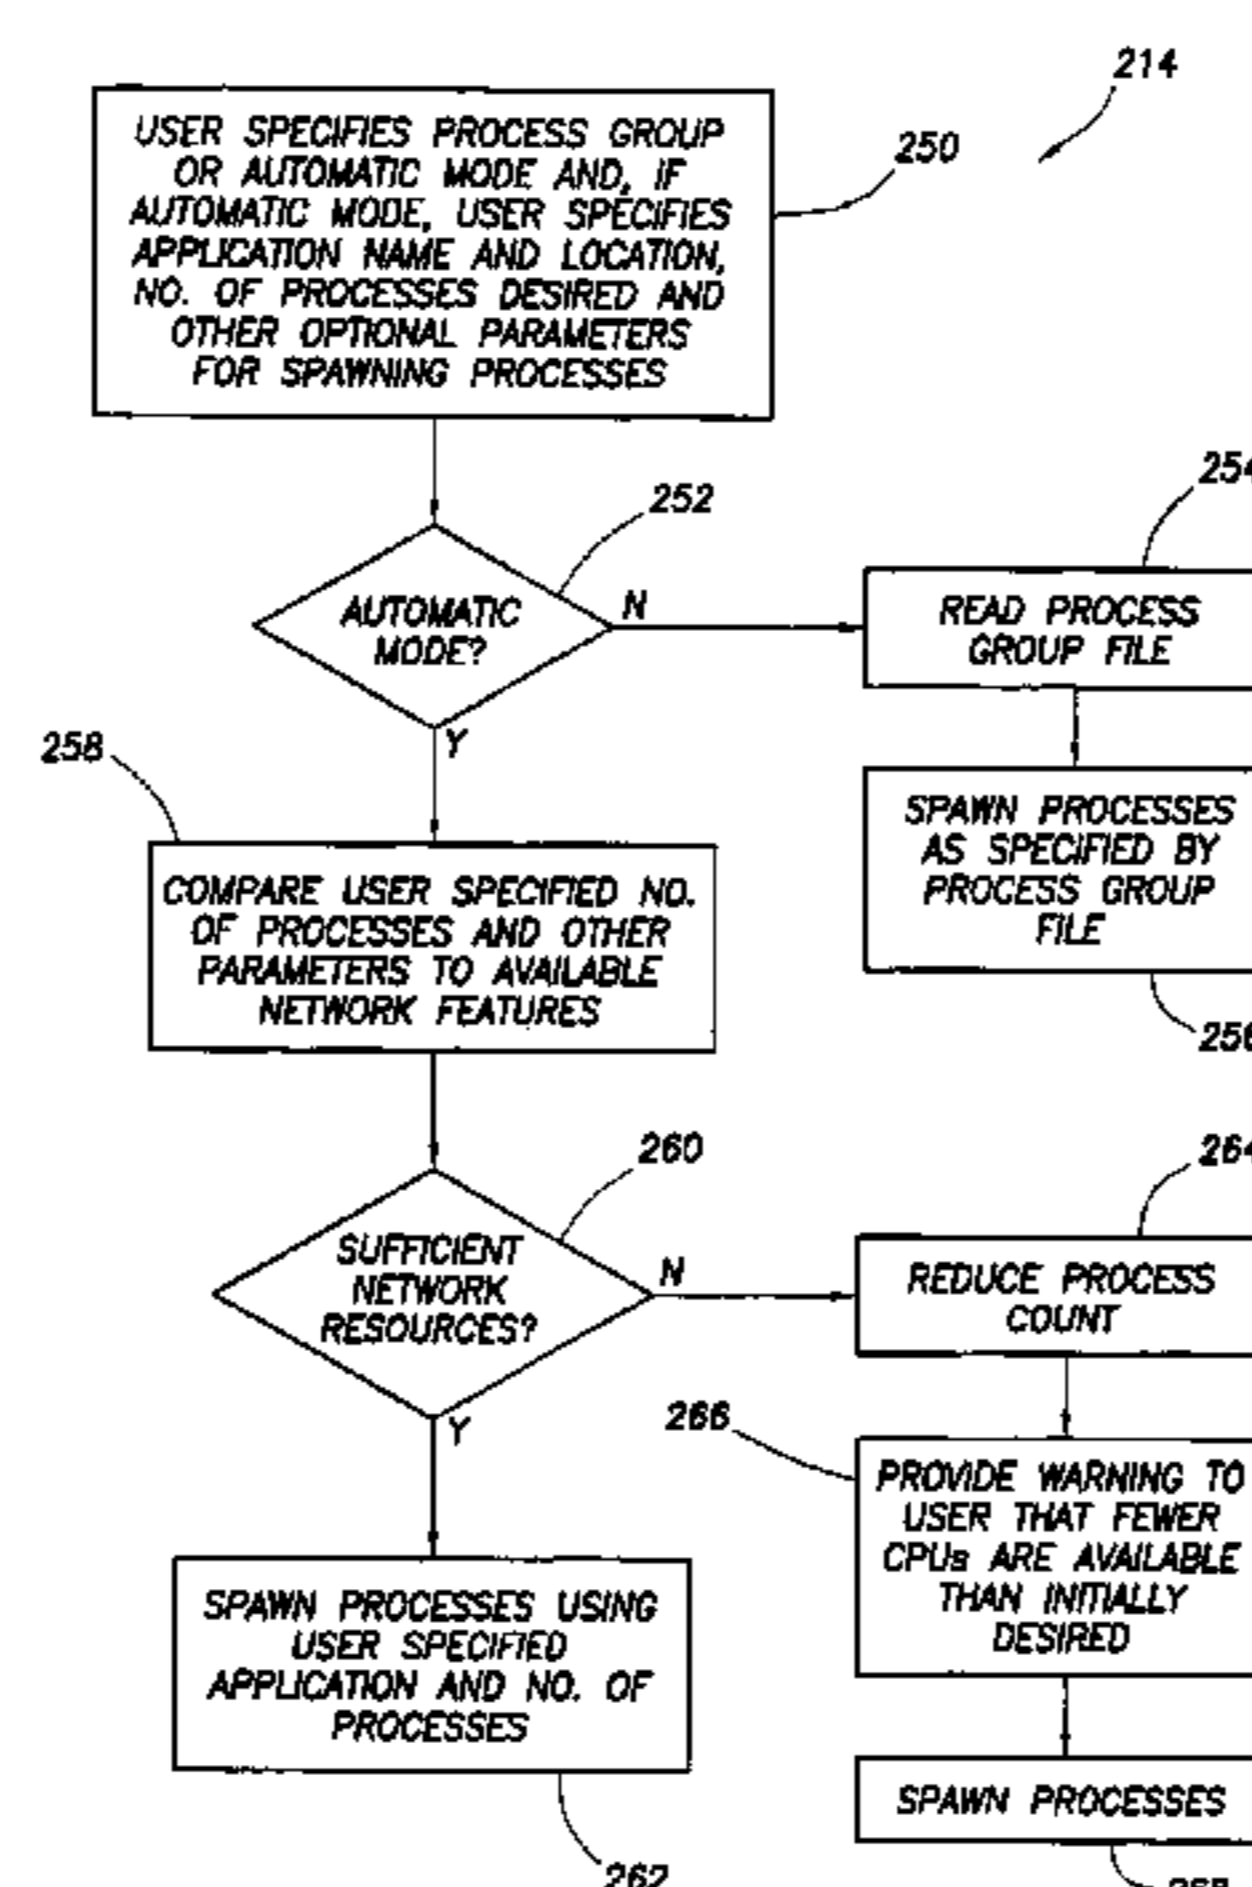 214
USER SPECIFIES PROCESS GROUP
OR AUTOMATIC MODE AND, IF
AUTOMATIC MODE, USER SPECIFIES
APPLICATION NAME AND LOCATION,
NO. OF PROCESSES DESIRED AND
OTHER OPTIONAL PARAMETERS
FOR SPAWNING PROCESSES
250
252
AUTOMATIC
MODE?
N
Y
254
READ PROCESS
GROUP FILE
SPAWN PROCESSES
AS SPECIFIED BY
PROCESS GROUP
FILE
256
258
COMPARE USER SPECIFIED NO.
OF PROCESSES AND OTHER
PARAMETERS TO AVAILABLE
NETWORK FEATURES
260
SUFFICIENT
NETWORK
RESOURCES?
N
Y
264
REDUCE PROCESS
COUNT
266
PROVIDE WARNING TO
USER THAT FEWER
CPUs ARE AVAILABLE
THAN INITIALLY
DESIRED
SPAWN PROCESSES USING
USER SPECIFIED
APPLICATION AND NO. OF
PROCESSES
262
SPAWN PROCESSES